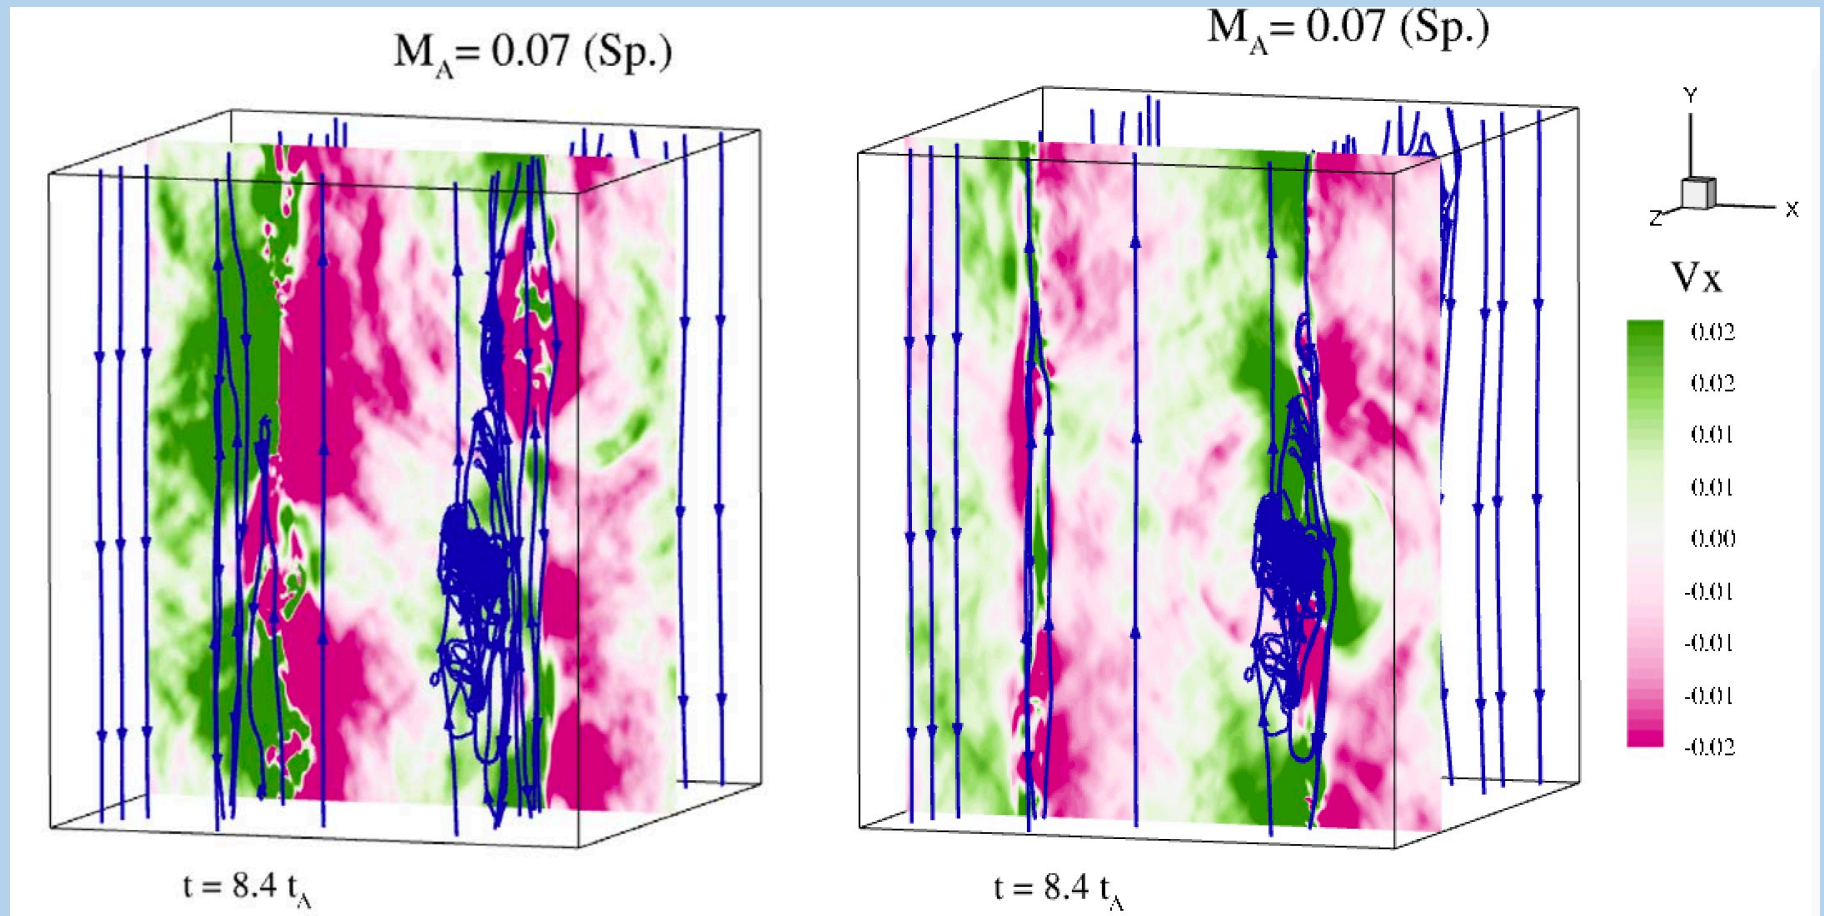 M_A= 0.07 (Sp.)
M_A= 0.07 (Sp.)
Y
Z
X
Vx
0.02
0.02
0.01
0.01
0.00
-0.01
-0.01
-0.01
-0.02
t = 8.4 t_A
t = 8.4 t_A